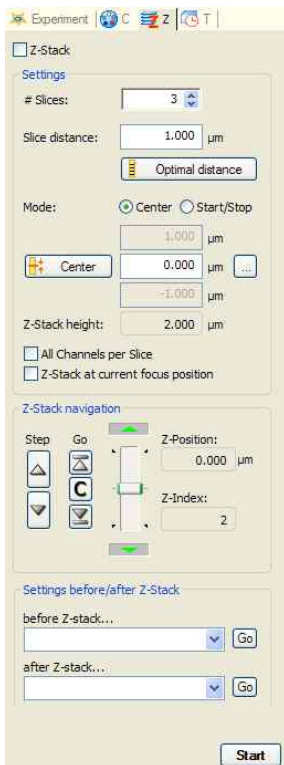 Experiment C Z T
Z-Stack
Settings
# Slices: 3
Slice distance: 1.000 µm
Optimal distance
Mode: Center Start/Stop
1.000 µm
Center 0.000 µm ...
-1.000 µm
Z-Stack height: 2.000 µm
All Channels per Slice
Z-Stack at current focus position
Z-Stack navigation
Step Go Z-Position:
0.000 µm
C
Z-Index:
2
Settings before/after Z-Stack
before Z-stack...
Go
after Z-stack...
Go
Start